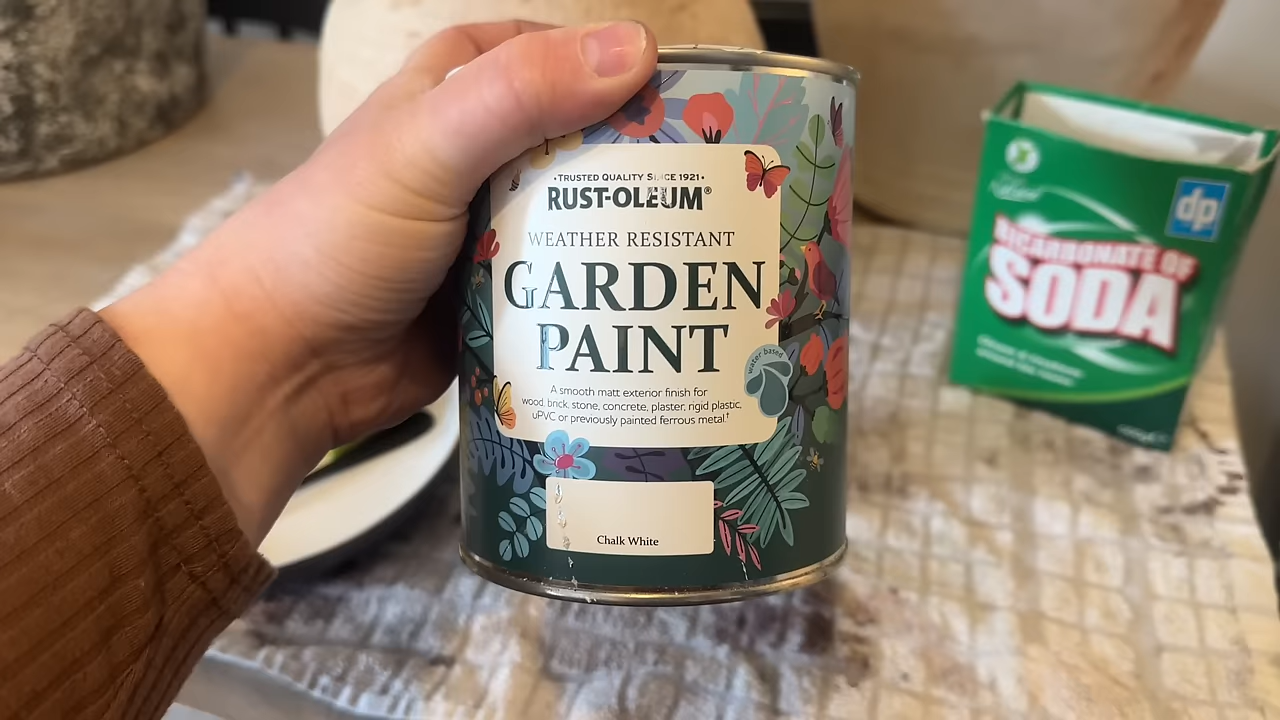 • TRUSTED QUALITY SINCE 1921 •
RUST-OLEUM®
WEATHER RESISTANT
GARDEN
PAINT
water based
A smooth matt exterior finish for
wood, brick, stone, concrete, plaster, rigid plastic,
uPVC or previously painted ferrous metal.†
Chalk White
dp
BICARBONATE OF
SODA